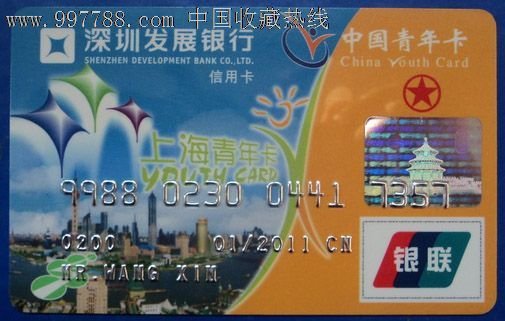 www.997788.com 中国收藏热线
深圳发展银行
SHENZHEN DEVELOPMENT BANK CO., LTD.
信用卡
中国青年卡
China Youth Card
上海青年卡
YOUTH CARD
9988 0230 0441 7357
0200 01/2011 CN
MR.WANG XIN
银联